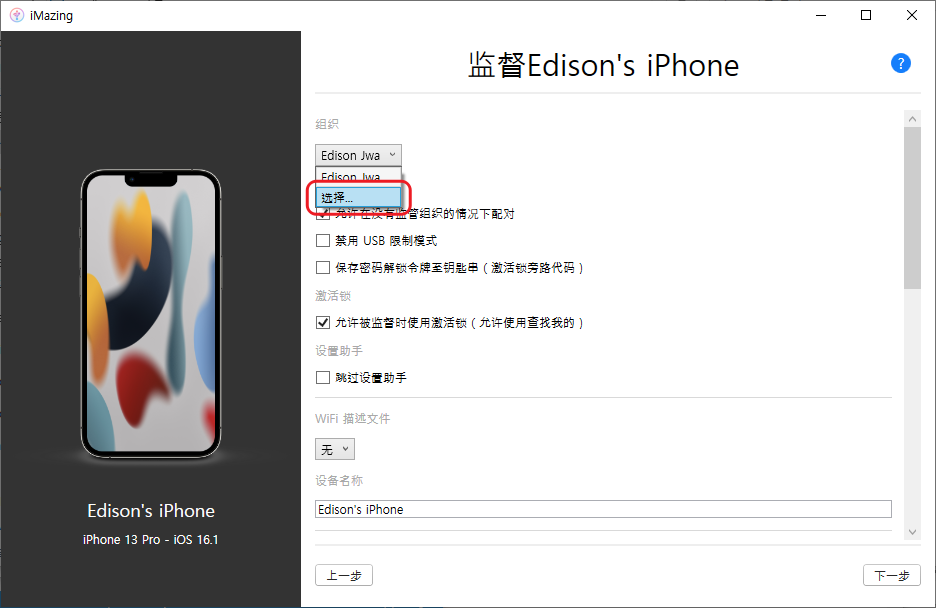 iMazing
监督Edison's iPhone
?
组织
Edison Jwa
Edison Jwa
选择...
允许在没有监督组织的情况下配对
禁用 USB 限制模式
保存密码解锁令牌至钥匙串（激活锁旁路代码）
激活锁
允许被监督时使用激活锁（允许使用查找我的）
设置助手
跳过设置助手
WiFi 描述文件
无
设备名称
Edison's iPhone
Edison's iPhone
iPhone 13 Pro - iOS 16.1
上一步
下一步